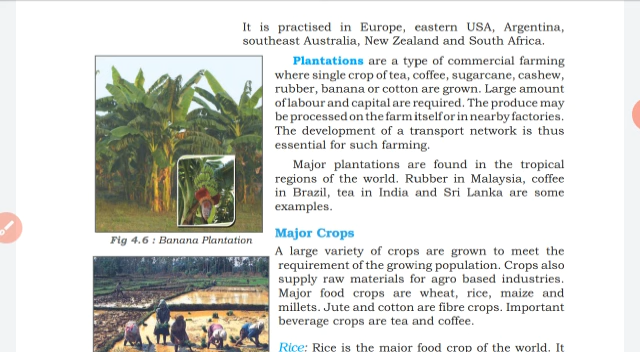 It is practised in Europe, eastern USA, Argentina,
southeast Australia, New Zealand and South Africa.
Plantations are a type of commercial farming
where single crop of tea, coffee, sugarcane, cashew,
rubber, banana or cotton are grown. Large amount
of labour and capital are required. The produce may
be processed on the farm itself or in nearby factories.
The development of a transport network is thus
essential for such farming.
Major plantations are found in the tropical
regions of the world. Rubber in Malaysia, coffee
in Brazil, tea in India and Sri Lanka are some
examples.
Fig 4.6 : Banana Plantation
Major Crops
A large variety of crops are grown to meet the
requirement of the growing population. Crops also
supply raw materials for agro based industries.
Major food crops are wheat, rice, maize and
millets. Jute and cotton are fibre crops. Important
beverage crops are tea and coffee.
Rice: Rice is the major food crop of the world. It